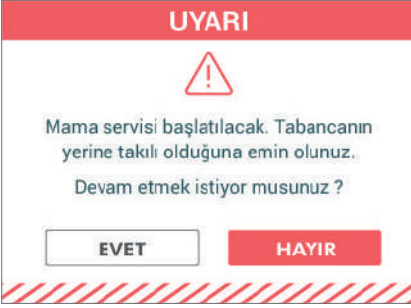 UYARI
Mama servisi başlatılacak. Tabancanın
yerine takılı olduğuna emin olunuz.
Devam etmek istiyor musunuz ?
EVET
HAYIR